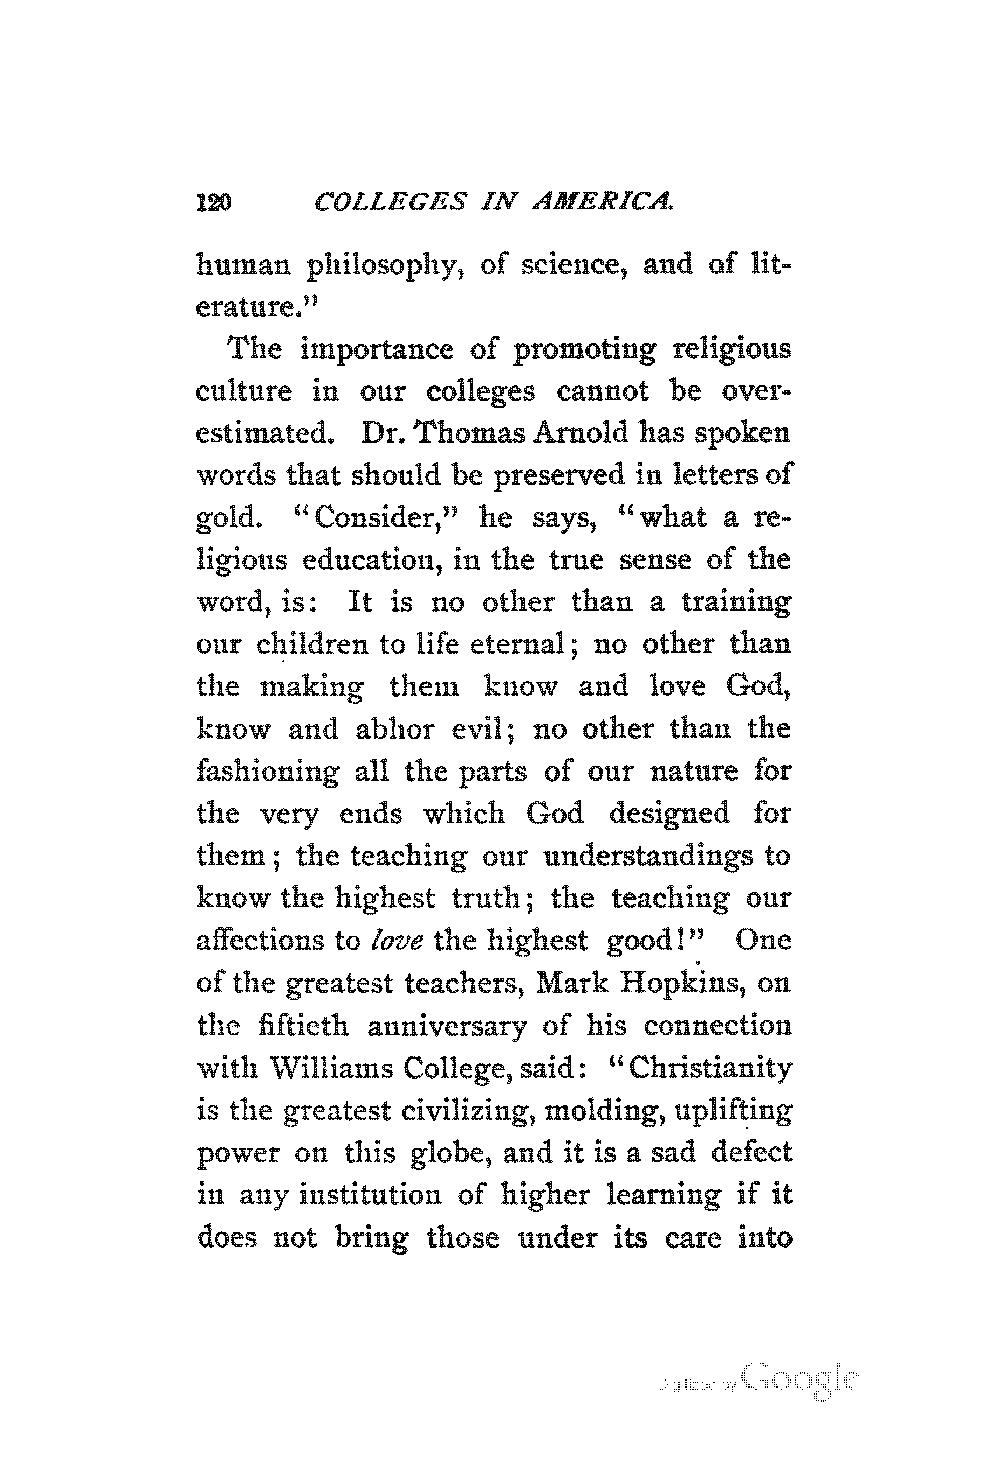 120 COLLEGES IN AMERICA.
human philosophy, of science, and of lit-
erature."
The importance of promoting religious
culture in our colleges cannot be over-
estimated. Dr. Thomas Arnold has spoken
words that should be preserved in letters of
gold. "Consider," he says, "what a re-
ligious education, in the true sense of the
word, is: It is no other than a training
our children to life eternal; no other than
the making them know and love God,
know and abhor evil; no other than the
fashioning all the parts of our nature for
the very ends which God designed for
them; the teaching our understandings to
know the highest truth; the teaching our
affections to love the highest good!" One
of the greatest teachers, Mark Hopkins, on
the fiftieth anniversary of his connection
with Williams College, said: "Christianity
is the greatest civilizing, molding, uplifting
power on this globe, and it is a sad defect
in any institution of higher learning if it
does not bring those under its care into
Google